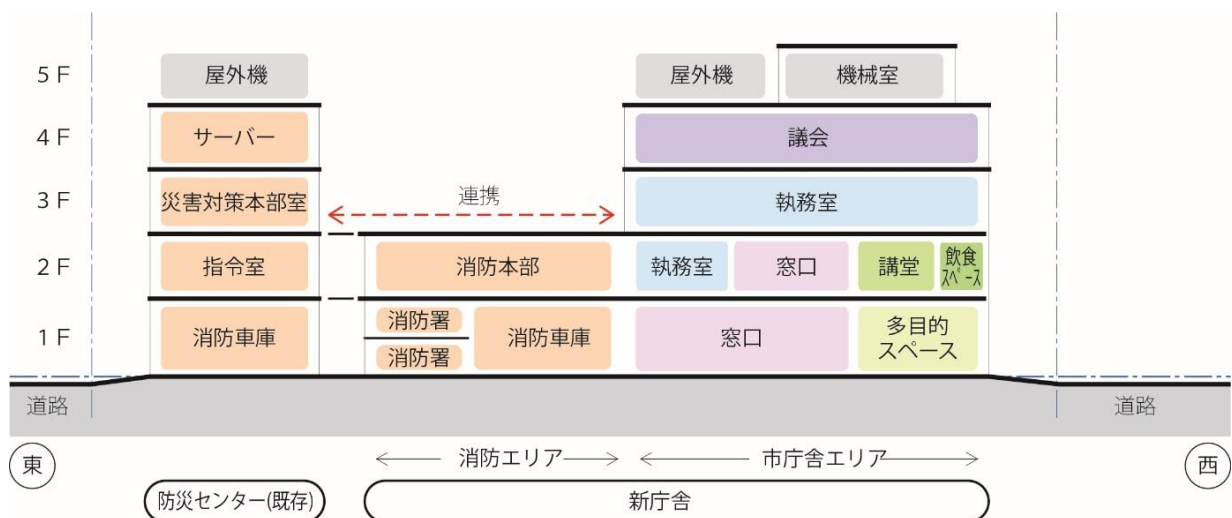 5 F
屋外機
屋外機
機械室
4 F
サーバー
議会
3 F
災害対策本部室
連携
執務室
2 F
指令室
消防本部
執務室
窓口
講堂
飲食
スペース
1 F
消防車庫
消防署
消防署
消防車庫
窓口
多目的
スペース
道路
道路
東
消防エリア
市庁舎エリア
西
防災センター(既存)
新庁舎